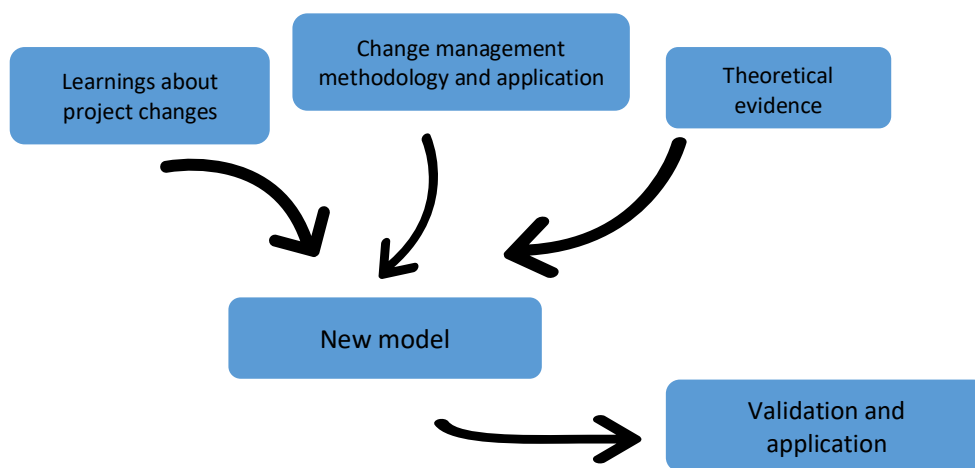 Learnings about
project changes
Change management
methodology and application
Theoretical
evidence
New model
Validation and
application